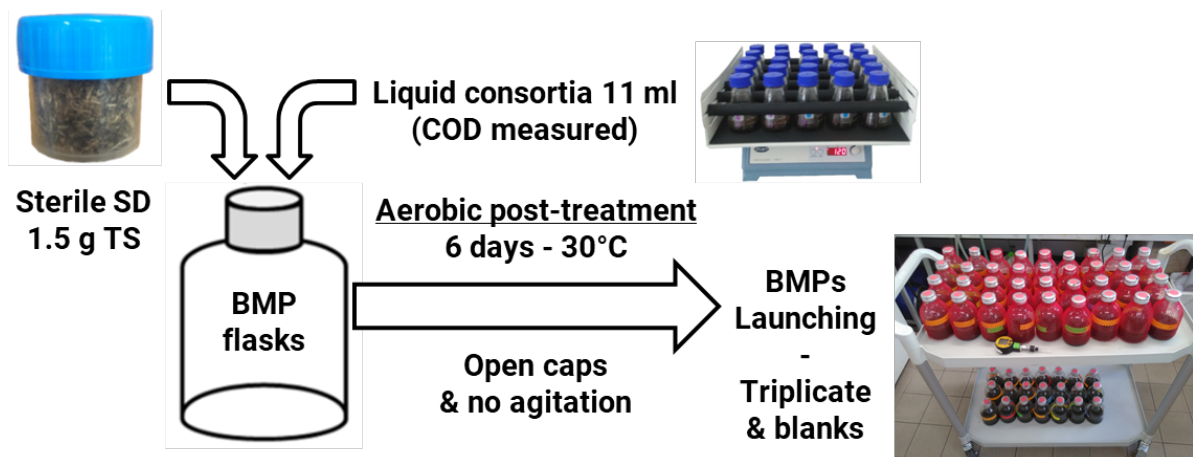 Liquid consortia 11 ml
(COD measured)
Sterile SD
1.5 g TS
BMP
flasks
Aerobic post-treatment
6 days - 30°C
Open caps
& no agitation
BMPs
Launching
-
Triplicate
& blanks
120